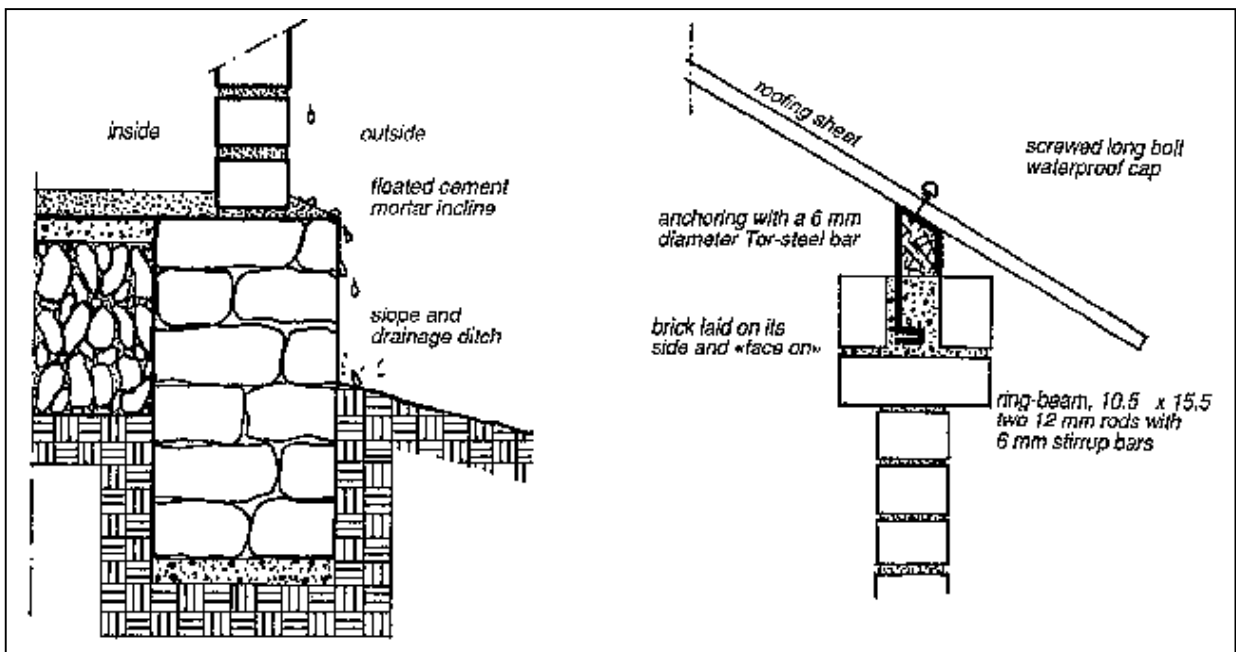 inside
outside
floated cement
mortar incline
slope and
drainage ditch
roofing sheet
screwed long bolt
waterproof cap
anchoring with a 6 mm
diameter Tor-steel bar
brick laid on its
side and «face on»
ring-beam, 10.5 x 15.5
two 12 mm rods with
6 mm stirrup bars